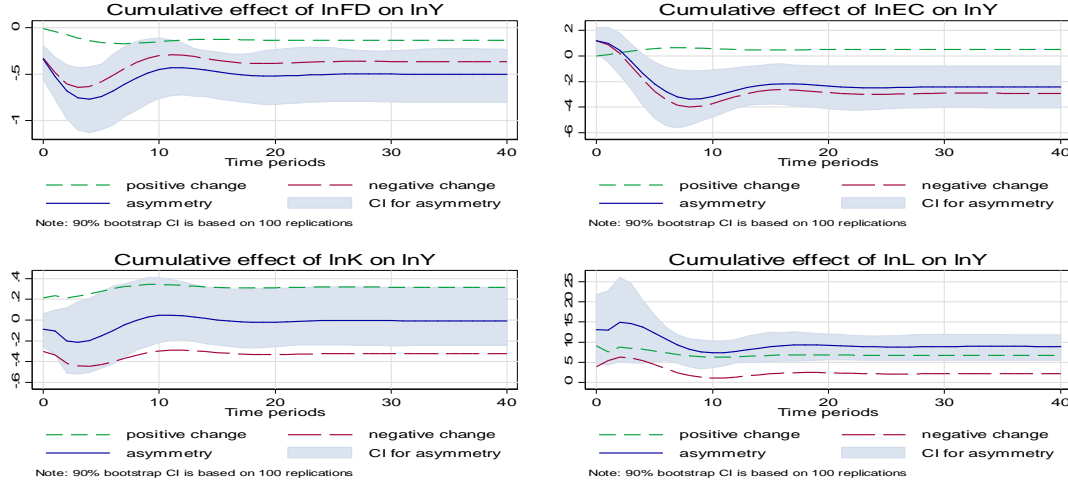 Cumulative effect of lnFD on lnY
0
-.5
-1
0 10 20 30 40
Time periods
positive change negative change
asymmetry CI for asymmetry
Note: 90% bootstrap CI is based on 100 replications
Cumulative effect of lnEC on lnY
2
0
-2
-4
-6
0 10 20 30 40
Time periods
positive change negative change
asymmetry CI for asymmetry
Note: 90% bootstrap CI is based on 100 replications
Cumulative effect of lnK on lnY
.4
.2
0
-.2
-.4
-.6
0 10 20 30 40
Time periods
positive change negative change
asymmetry CI for asymmetry
Note: 90% bootstrap CI is based on 100 replications
Cumulative effect of lnL on lnY
25
20
15
10
5
0
0 10 20 30 40
Time periods
positive change negative change
asymmetry CI for asymmetry
Note: 90% bootstrap CI is based on 100 replications